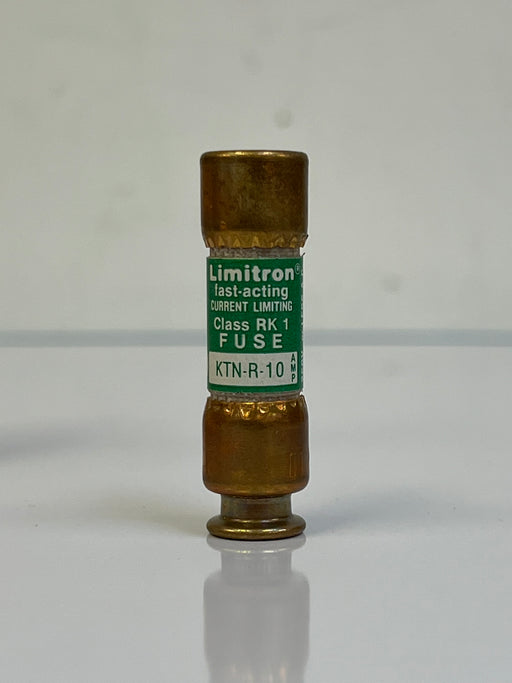 Limitron®
fast-acting
CURRENT LIMITING
Class RK 1
FUSE
KTN-R-10 AMP